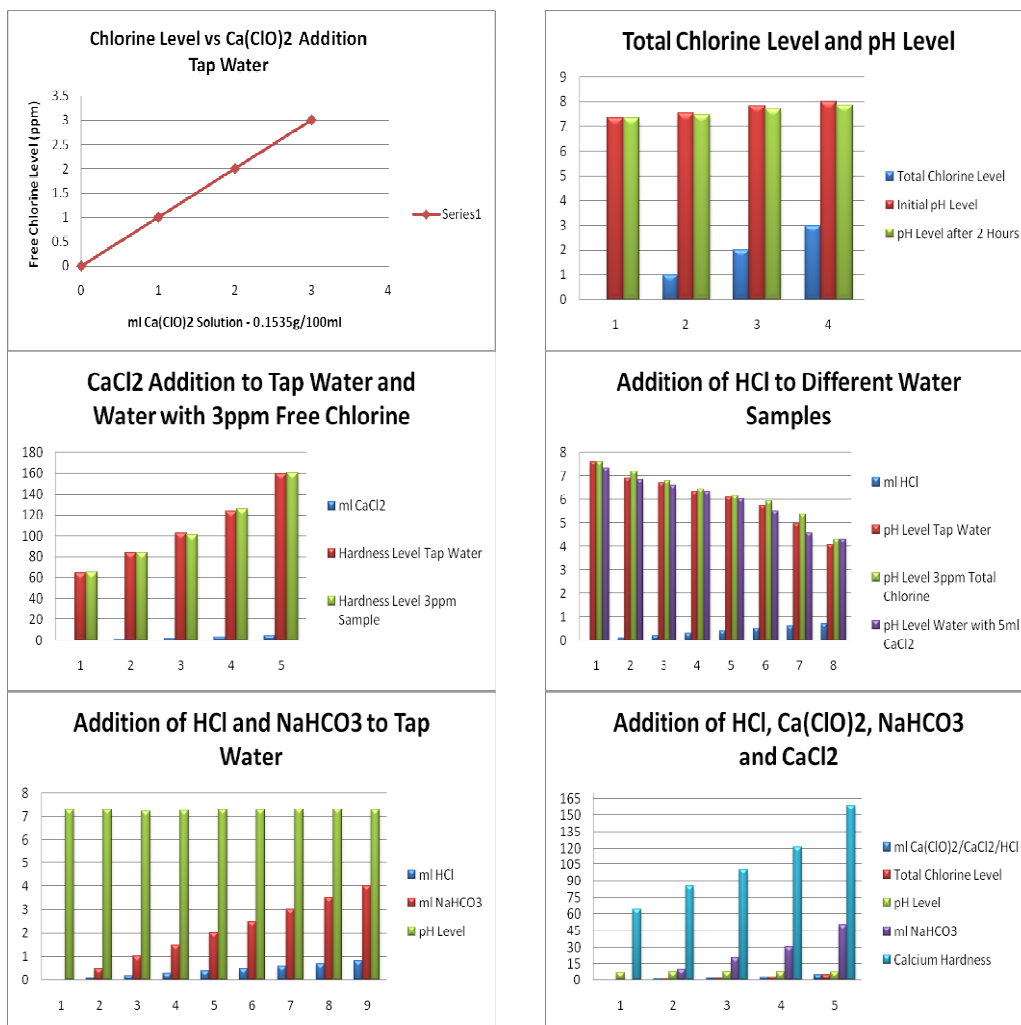 Chlorine Level vs Ca(ClO)2 Addition
Tap Water
Free Chlorine Level (ppm)
3.5
3
2.5
2
1.5
1
0.5
0
0 1 2 3 4
ml Ca(ClO)2 Solution - 0.1535g/100ml
Series1
Total Chlorine Level and pH Level
9
8
7
6
5
4
3
2
1
0
1 2 3 4
Total Chlorine Level
Initial pH Level
pH Level after 2 Hours
CaCl2 Addition to Tap Water and
Water with 3ppm Free Chlorine
180
160
140
120
100
80
60
40
20
0
1 2 3 4 5
ml CaCl2
Hardness Level Tap Water
Hardness Level 3ppm
Sample
Addition of HCl to Different Water
Samples
8
7
6
5
4
3
2
1
0
1 2 3 4 5 6 7 8
ml HCl
pH Level Tap Water
pH Level 3ppm Total
Chlorine
pH Level Water with 5ml
CaCl2
Addition of HCl and NaHCO3 to Tap
Water
8
7
6
5
4
3
2
1
0
1 2 3 4 5 6 7 8 9
ml HCl
ml NaHCO3
pH Level
Addition of HCl, Ca(ClO)2, NaHCO3
and CaCl2
165
150
135
120
105
90
75
60
45
30
15
0
1 2 3 4 5
ml Ca(ClO)2/CaCl2/HCl
Total Chlorine Level
pH Level
ml NaHCO3
Calcium Hardness